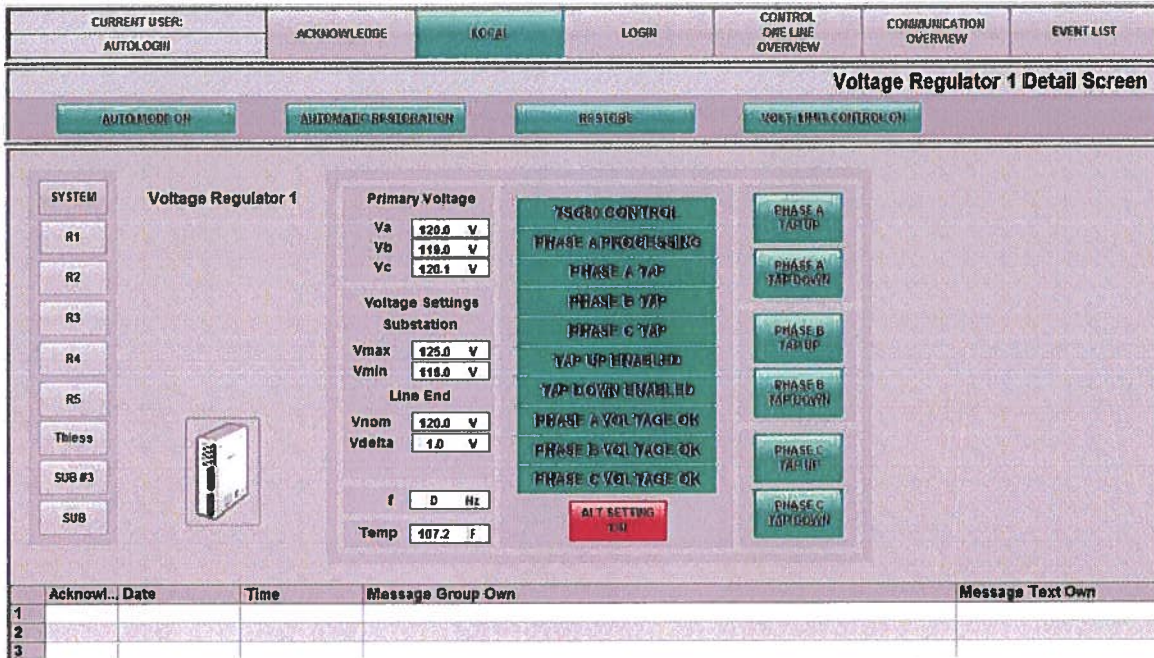 CURRENT USER:
AUTOLOGIN
ACKNOWLEDGE
LOCAL
LOGIN
CONTROL
ONE LINE
OVERVIEW
COMMUNICATION
OVERVIEW
EVENT LIST
Voltage Regulator 1 Detail Screen
AUTO MODE ON
AUTOMATIC RESTORATION
RESTORE
VOLT LIMIT CONTROL ON
SYSTEM
R1
R2
R3
R4
R5
Thiess
SUB #3
SUB
Voltage Regulator 1
Primary Voltage
Va 120.0 V
Vb 119.0 V
Vc 120.1 V
Voltage Settings
Substation
Vmax 125.0 V
Vmin V
Line End
Vnom 120.0 V
Vdelta 1.0 V
f 0 Hz
Temp 107.2 F
CONTROL
PHASE A PROCESSING
PHASE A TAP
PHASE B TAP
PHASE C TAP
TAP UP ENABLED
TAP DOWN ENABLED
PHASE A VOLTAGE OK
PHASE B VOLTAGE OK
PHASE C VOLTAGE OK
ALT SETTING
PHASE A
TAP UP
PHASE A
TAP DOWN
PHASE B
TAP UP
PHASE B
TAP DOWN
PHASE C
TAP UP
PHASE C
TAP DOWN
Acknowl... Date Time Message Group Own Message Text Own
1
2
3